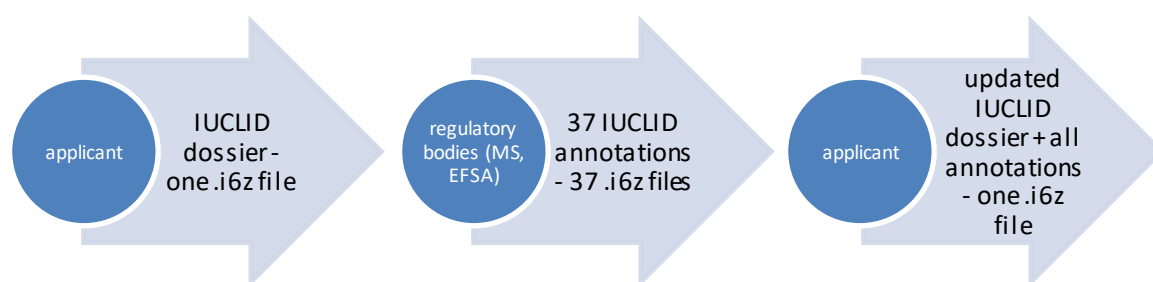 applicant
IUCLID
dossier-
one .i6z file
regulatory
bodies (MS,
EFSA)
37 IUCLID
annotations
- 37 .i6z files
applicant
updated
IUCLID
dossier + all
annotations
- one .i6z
file